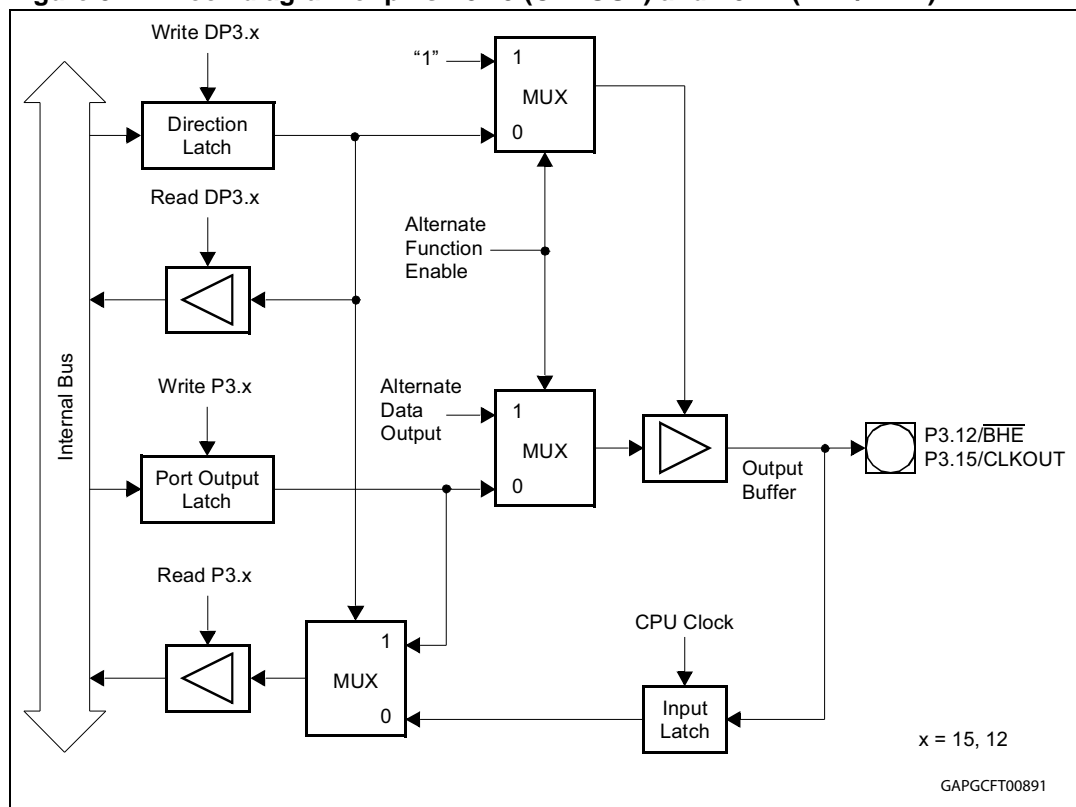 Write DP3.x
"1"
1
MUX
0
Direction
Latch
Read DP3.x
Alternate
Function
Enable
Internal Bus
Write P3.x
Alternate
Data
Output
1
MUX
0
P3.12/BHE
P3.15/CLKOUT
Output
Buffer
Port Output
Latch
Read P3.x
CPU Clock
1
MUX
0
Input
Latch
x = 15, 12
GAPGCFT00891